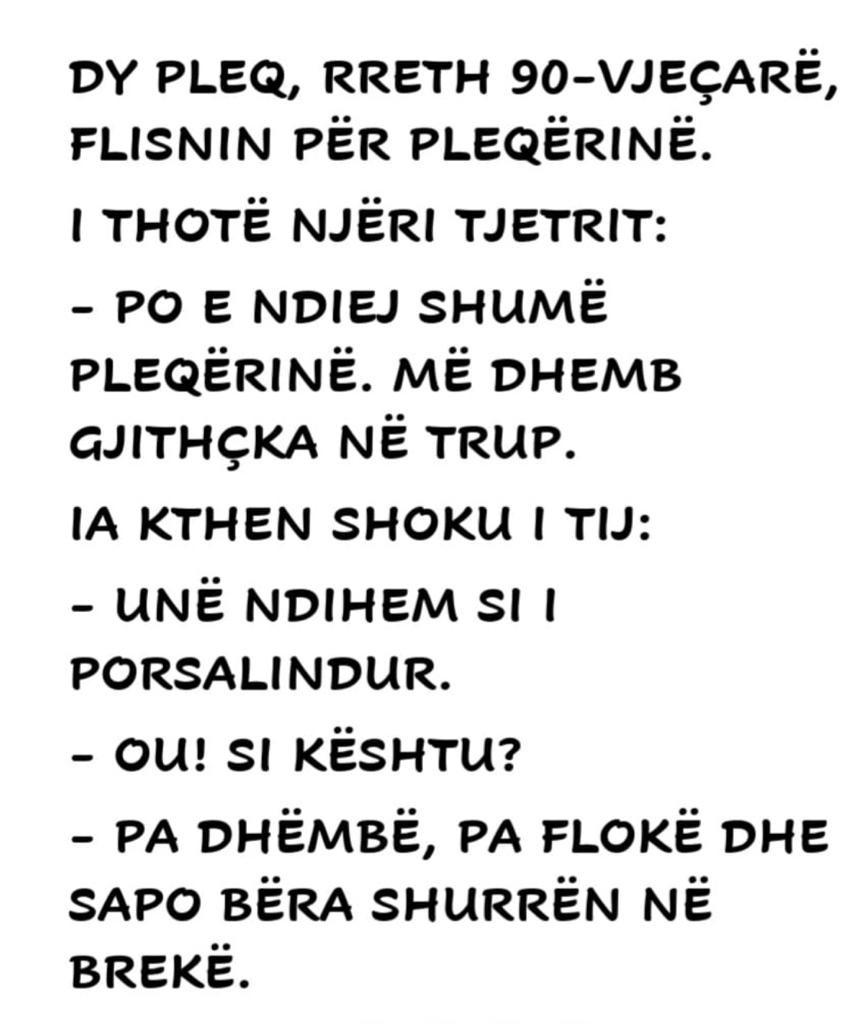 DY PLEQ, RRETH 90-VJEÇARË,
FLISNIN PËR PLEQËRINË.
I THOTË NJËRI TJETRIT:
- PO E NDIEJ SHUMË
PLEQËRINË. MË DHEMB
GJITHÇKA NË TRUP.
IA KTHEN SHOKU I TIJ:
- UNË NDIHEM SI I
PORSALINDUR.
- OU! SI KËSHTU?
- PA DHËMBË, PA FLOKË DHE
SAPO BËRA SHURRËN NË
BREKË.